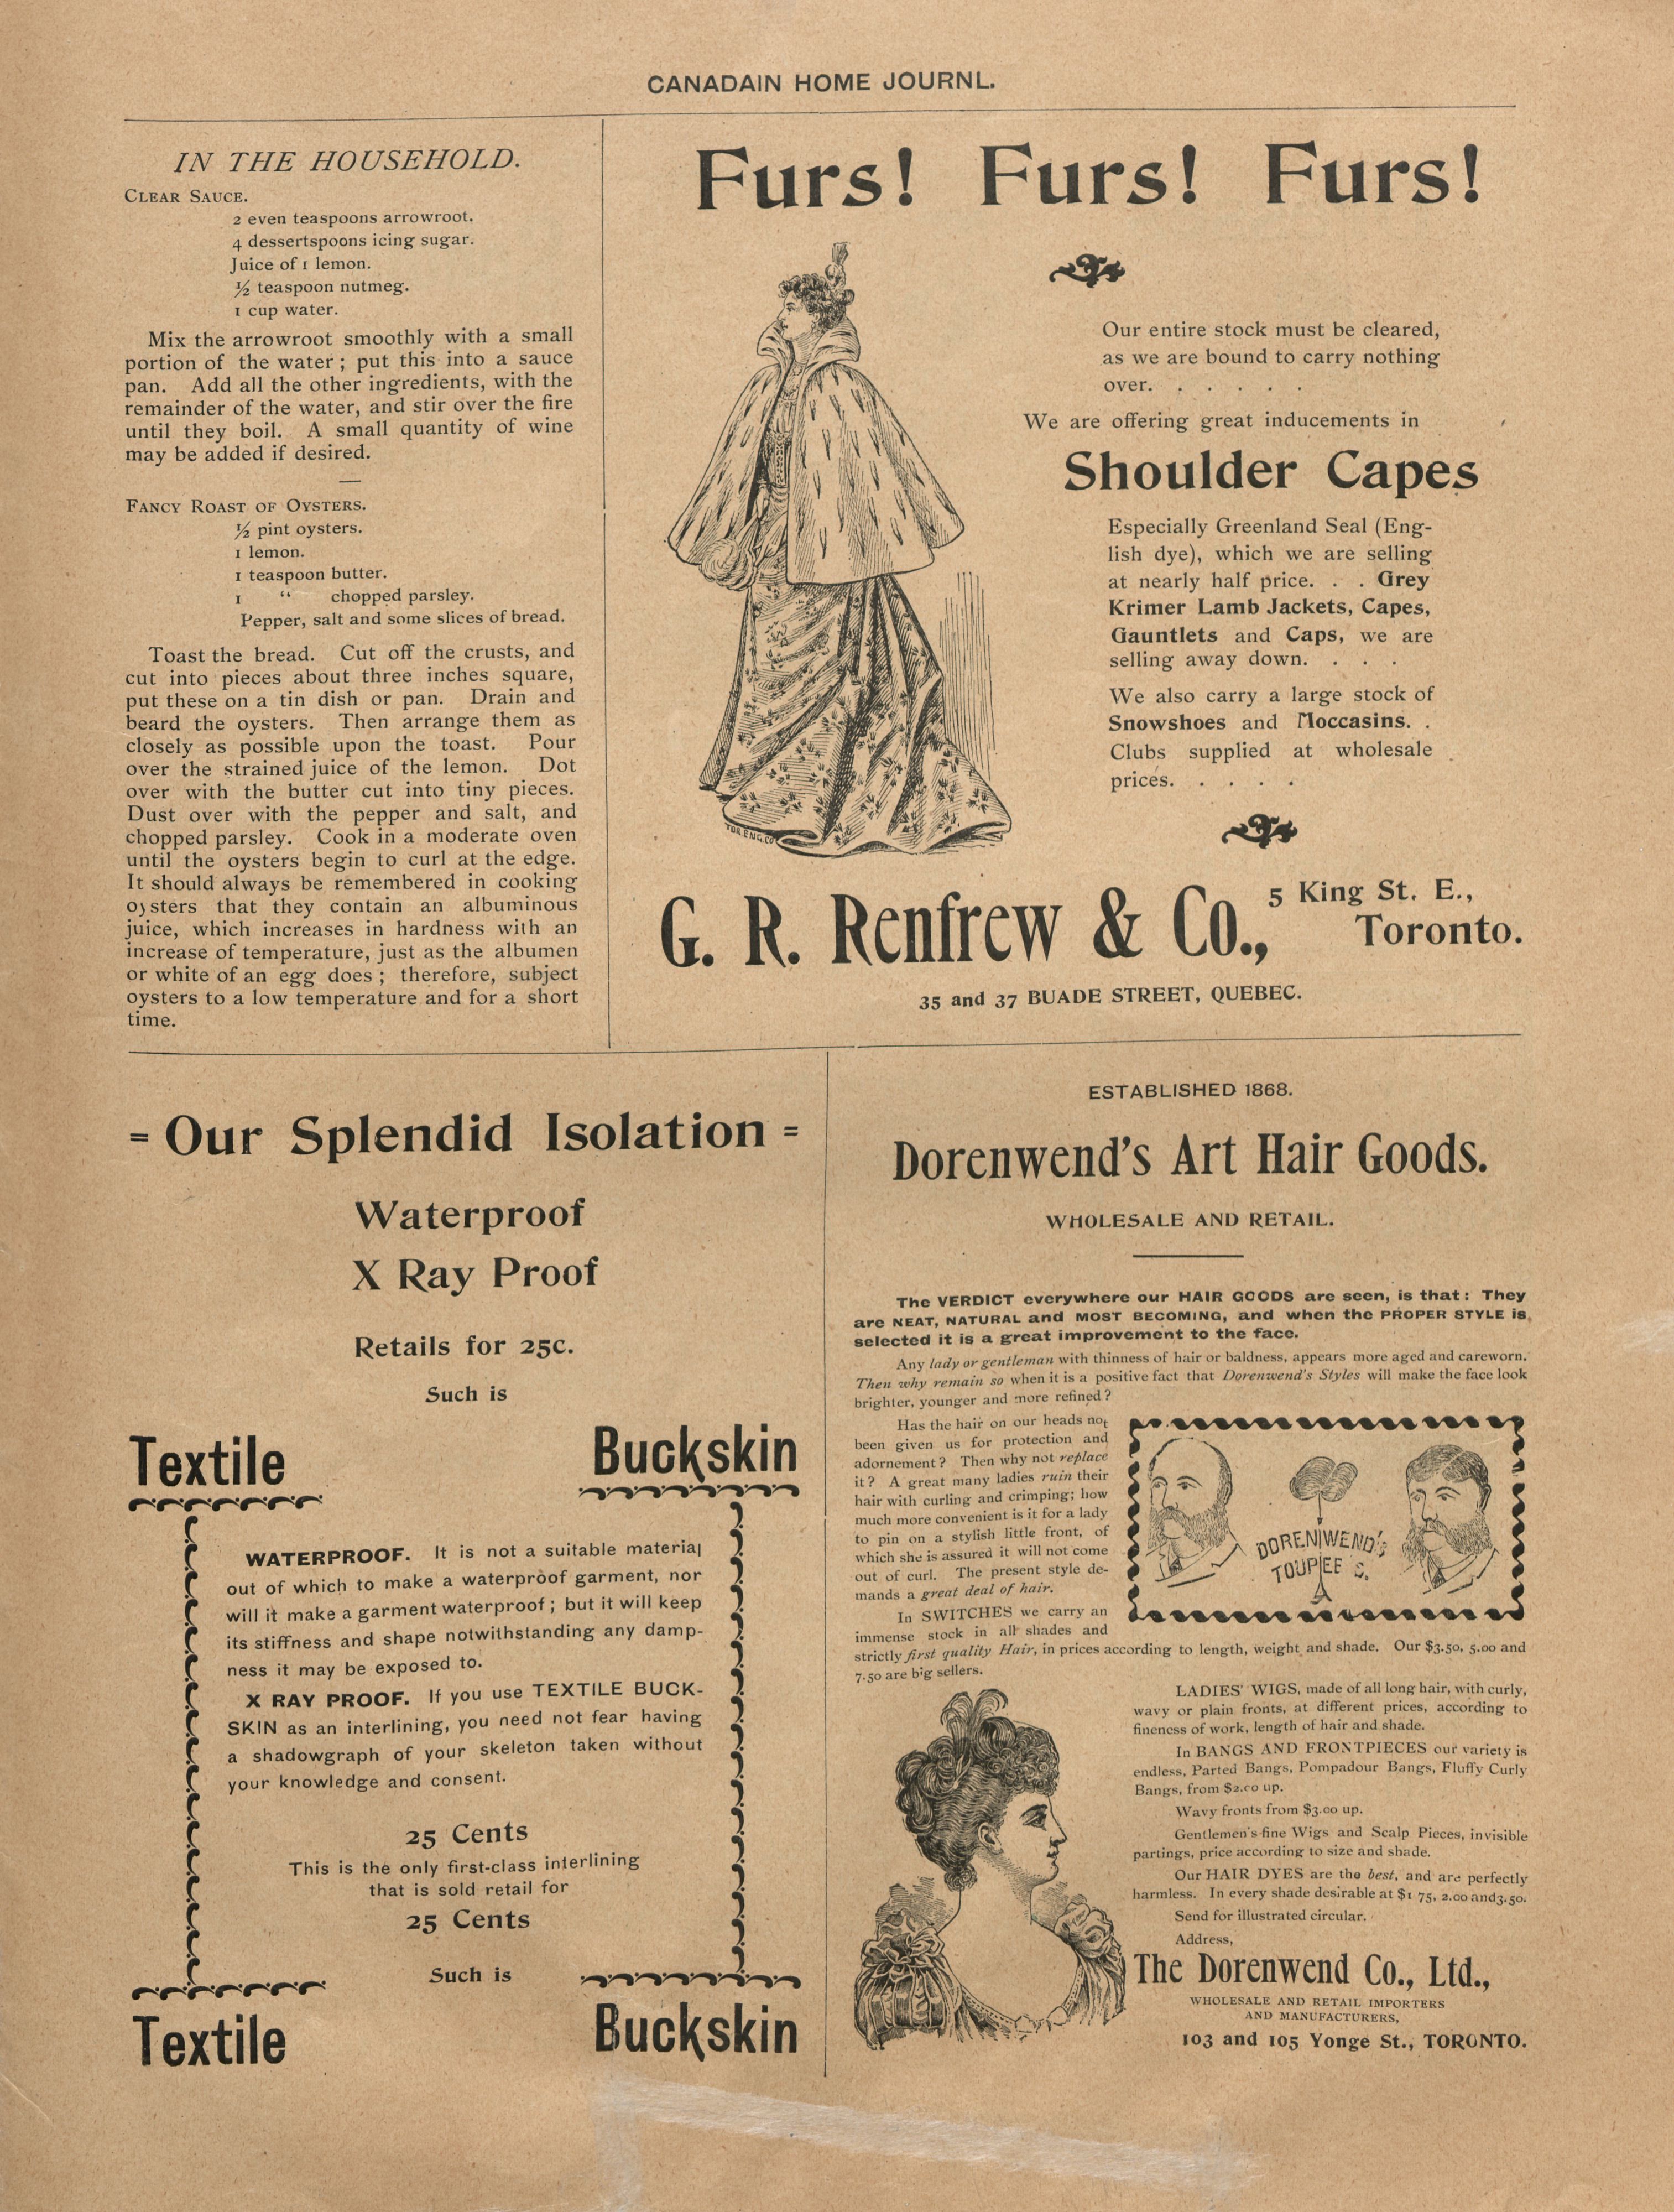 CANADAIN HOME JOURNL.
IN THE HOUSEHOLD.
CLEAR SAUCE.
2 even teaspoons arrowroot.
4 dessertspoons icing sugar.
Juice of 1 lemon.
½ teaspoon nutmeg.
1 cup water.
Mix the arrowroot smoothly with a small
portion of the water ; put this into a sauce
pan. Add all the other ingredients, with the
remainder of the water, and stir over the fire
until they boil. A small quantity of wine
may be added if desired.
FANCY ROAST OF OYSTERS.
½ pint oysters.
1 lemon.
1 teaspoon butter.
1 “ chopped parsley.
Pepper, salt and some slices of bread.
Toast the bread. Cut off the crusts, and
cut into pieces about three inches square,
put these on a tin dish or pan. Drain and
beard the oysters. Then arrange them as
closely as possible upon the toast. Pour
over the strained juice of the lemon. Dot
over with the butter cut into tiny pieces.
Dust over with the pepper and salt, and
chopped parsley. Cook in a moderate oven
until the oysters begin to curl at the edge.
It should always be remembered in cooking
oysters that they contain an albuminous
juice, which increases in hardness with an
increase of temperature, just as the albumen
or white of an egg does ; therefore, subject
oysters to a low temperature and for a short
time.
Furs! Furs! Furs!
Our entire stock must be cleared,
as we are bound to carry nothing
over. . . . . .
We are offering great inducements in
Shoulder Capes
Especially Greenland Seal (Eng-
lish dye), which we are selling
at nearly half price. . . Grey
Krimer Lamb Jackets, Capes,
Gauntlets and Caps, we are
selling away down. . . .
We also carry a large stock of
Snowshoes and Moccasins. .
Clubs supplied at wholesale
prices. . . . .
TOR.ENG.CO
G. R. Renfrew & Co., 5 King St. E.,
Toronto.
35 and 37 BUADE STREET, QUEBEC.
= Our Splendid Isolation =
Waterproof
X Ray Proof
Retails for 25c.
Such is
Textile Buckskin
WATERPROOF. It is not a suitable material
out of which to make a waterproof garment, nor
will it make a garment waterproof ; but it will keep
its stiffness and shape notwithstanding any damp-
ness it may be exposed to.
X RAY PROOF. If you use TEXTILE BUCK-
SKIN as an interlining, you need not fear having
a shadowgraph of your skeleton taken without
your knowledge and consent.
25 Cents
This is the only first-class interlining
that is sold retail for
25 Cents
Such is
Textile Buckskin
ESTABLISHED 1868.
Dorenwend's Art Hair Goods.
WHOLESALE AND RETAIL.
The VERDICT everywhere our HAIR GOODS are seen, is that : They
are NEAT, NATURAL and MOST BECOMING, and when the PROPER STYLE is
selected it is a great improvement to the face.
Any lady or gentleman with thinness of hair or baldness, appears more aged and careworn.
Then why remain so when it is a positive fact that Dorenwend's Styles will make the face look
brighter, younger and more refined ?
Has the hair on our heads not
been given us for protection and
adornement ? Then why not replace
it ? A great many ladies ruin their
hair with curling and crimping; how
much more convenient is it for a lady
to pin on a stylish little front, of
which she is assured it will not come
out of curl. The present style de-
mands a great deal of hair.
DORENWEND'S
TOUPEE S.
In SWITCHES we carry an
immense stock in all shades and
strictly first quality Hair, in prices according to length, weight and shade. Our $3.50, 5.00 and
7.50 are big sellers.
LADIES' WIGS, made of all long hair, with curly,
wavy or plain fronts, at different prices, according to
fineness of work, length of hair and shade.
In BANGS AND FRONTPIECES our variety is
endless, Parted Bangs, Pompadour Bangs, Fluffy Curly
Bangs, from $2.00 up.
Wavy fronts from $3.00 up.
Gentlemen's fine Wigs and Scalp Pieces, invisible
partings, price according to size and shade.
Our HAIR DYES are the best, and are perfectly
harmless. In every shade desirable at $1 75, 2.00 and 3.50.
Send for illustrated circular.
Address,
The Dorenwend Co., Ltd.,
WHOLESALE AND RETAIL IMPORTERS
AND MANUFACTURERS,
103 and 105 Yonge St., TORONTO.